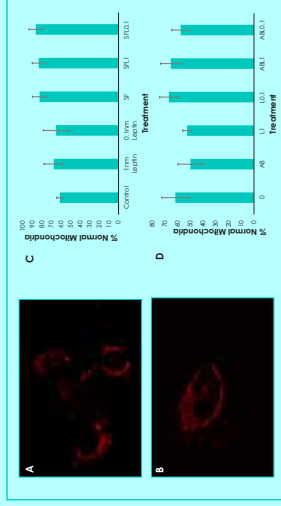 A
B
C
% Normal Mitochondria
100
90
80
70
60
50
40
30
20
10
0
Control
1nm Leptin
0.1nm Leptin
SF
SFL1
SFL0.1
Treatment
D
% Normal Mitochondria
80
70
60
50
40
30
20
10
0
D
AB
L1
L0.1
ABL1
ABL0.1
Treatment